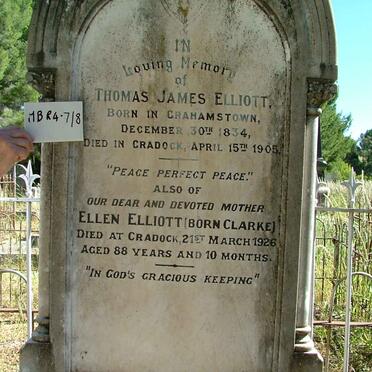 IN
Loving Memory
of
THOMAS JAMES ELLIOTT,
BORN IN GRAHAMSTOWN,
DECEMBER 30TH 1834,
DIED IN CRADOCK, APRIL 15TH 1905.
"PEACE PERFECT PEACE."
ALSO OF
OUR DEAR AND DEVOTED MOTHER
ELLEN ELLIOTT (BORN CLARKE)
DIED AT CRADOCK, 21ST MARCH 1926
AGED 88 YEARS AND 10 MONTHS.
"IN GOD'S GRACIOUS KEEPING"
MBR4-7/8